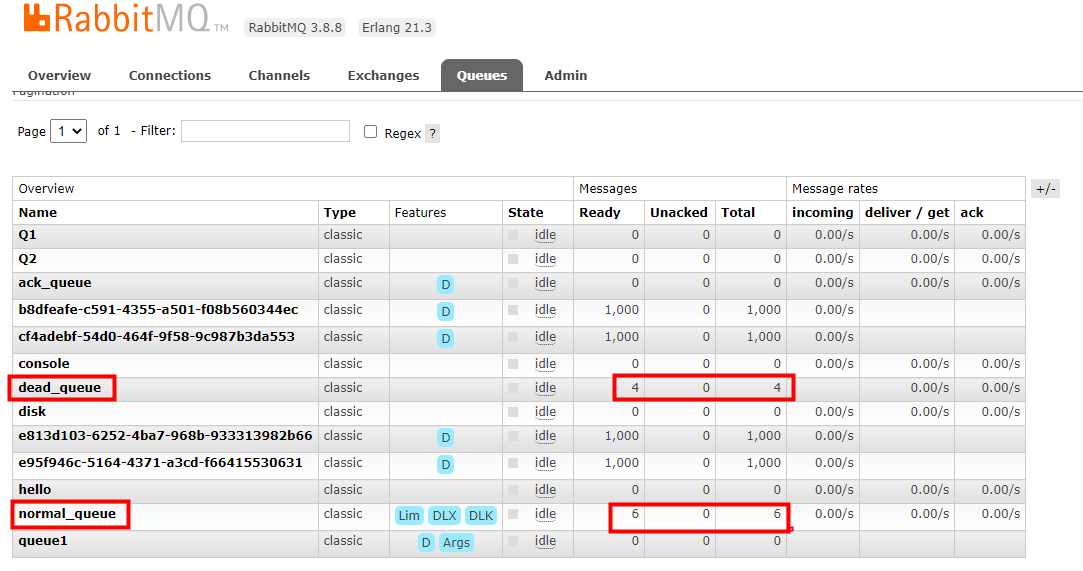 RabbitMQ TM RabbitMQ 3.8.8 Erlang 21.3
Overview Connections Channels Exchanges Queues Admin
Pagination
Page 1 of 1 - Filter: Regex ?
Overview Messages Message rates +/-
Name Type Features State Ready Unacked Total incoming deliver / get ack
Q1 classic idle 0 0 0 0.00/s 0.00/s 0.00/s
Q2 classic idle 0 0 0 0.00/s 0.00/s 0.00/s
ack_queue classic D idle 0 0 0 0.00/s 0.00/s 0.00/s
b8dfeafe-c591-4355-a501-f08b560344ec classic D idle 1,000 0 1,000 0.00/s
cf4adebf-54d0-464f-9f58-9c987b3da553 classic D idle 1,000 0 1,000 0.00/s
console classic idle 0 0 0 0.00/s 0.00/s 0.00/s
dead_queue classic idle 4 0 4 0.00/s 0.00/s
disk classic idle 0 0 0 0.00/s 0.00/s 0.00/s
e813d103-6252-4ba7-968b-933313982b66 classic D idle 1,000 0 1,000 0.00/s
e95f946c-5164-4371-a3cd-f66415530631 classic D idle 1,000 0 1,000 0.00/s
hello classic idle 0 0 0 0.00/s 0.00/s 0.00/s
normal_queue classic Lim DLX DLK idle 6 0 6 0.00/s 0.00/s 0.00/s
queue1 classic D Args idle 0 0 0